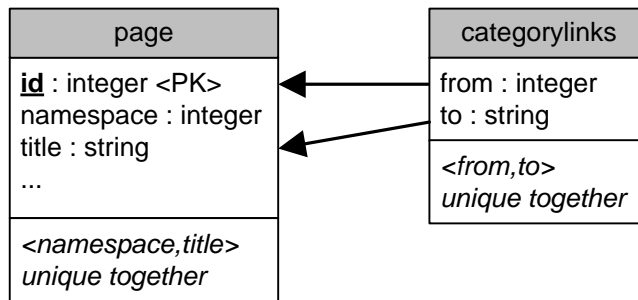 page
id : integer <PK>
namespace : integer
title : string
...
<namespace,title>
unique together
categorylinks
from : integer
to : string
<from,to>
unique together